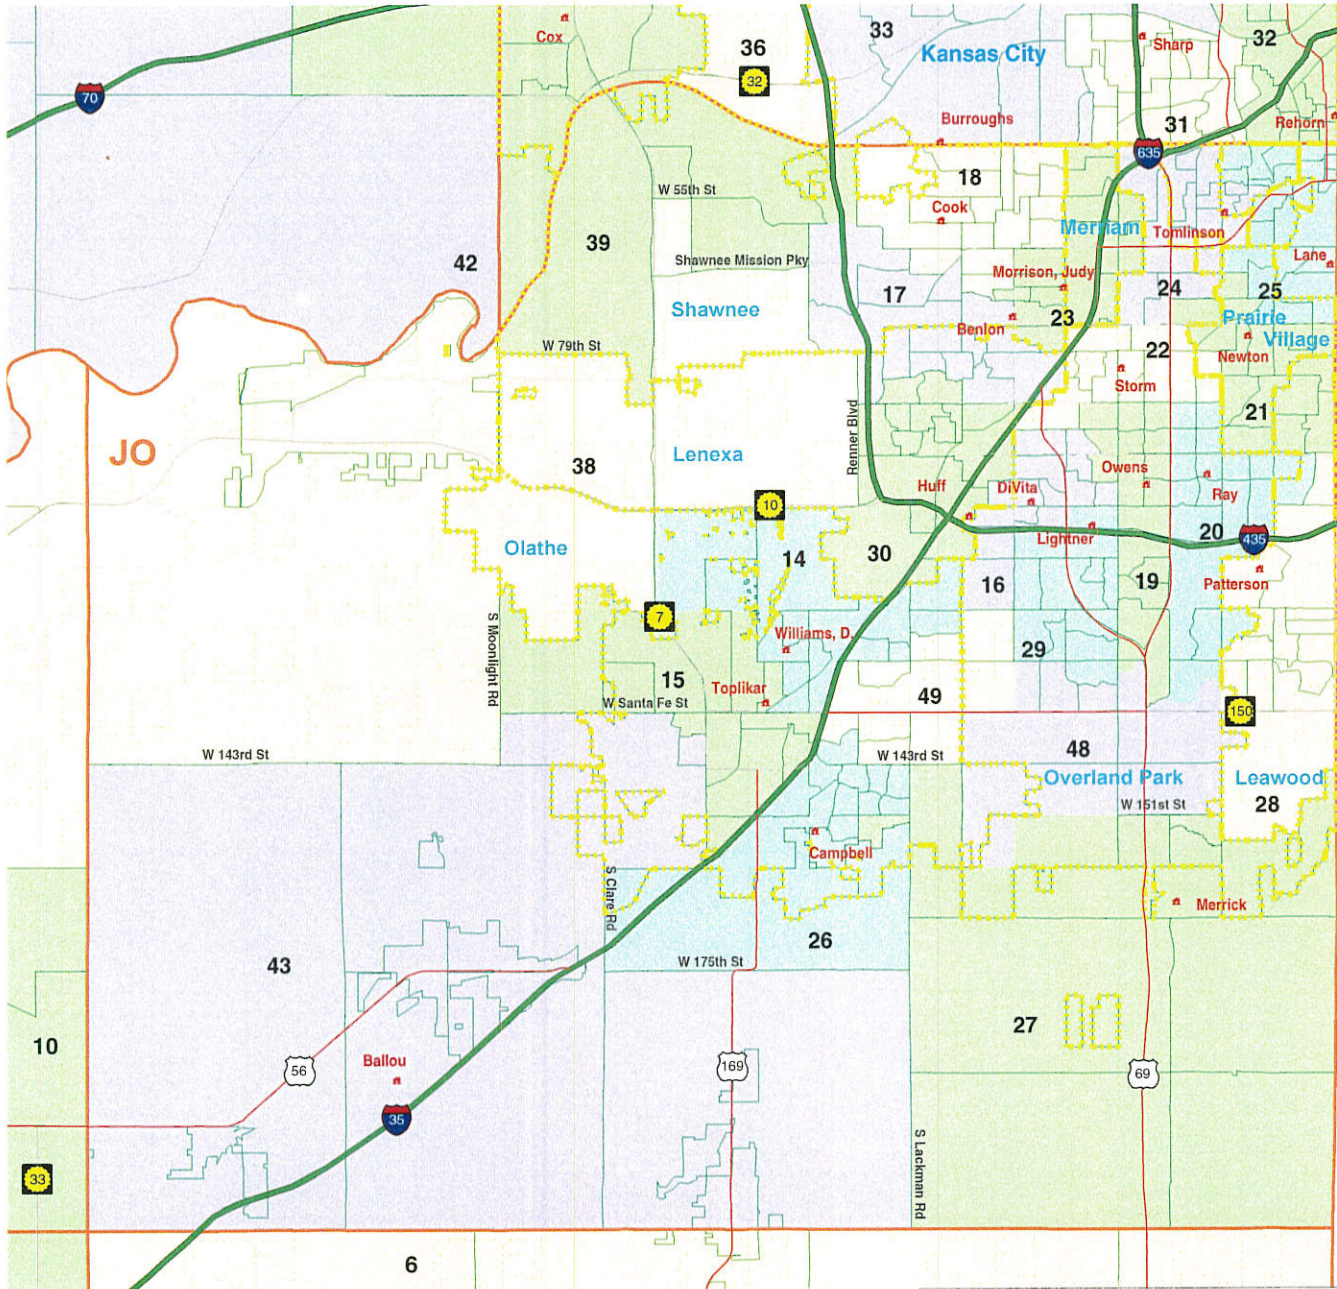 Cox
36
33
Kansas City
Sharp
32
32
70
Burroughs
31
Rehorn
635
18
W 55th St
Cook
Merriam
Tomlinson
39
42
Shawnee Mission Pky
Morrison, Judy
Lane
17
24
25
Shawnee
Benlon
23
Prairie
Village
W 79th St
22
Newton
Storm
21
Renner Blvd
JO
Lenexa
38
Owens
Huff
DiVita
Ray
10
Lightner
20
435
Olathe
14
30
16
19
Patterson
7
S Moonlight Rd
Williams, D.
29
15
Toplikar
49
W Santa Fe St
150
W 143rd St
W 143rd St
48
Overland Park
Leawood
W 151st St
28
Campbell
S Clare Rd
Merrick
26
43
W 175th St
27
10
Ballou
56
169
69
35
33
S Lackman Rd
6